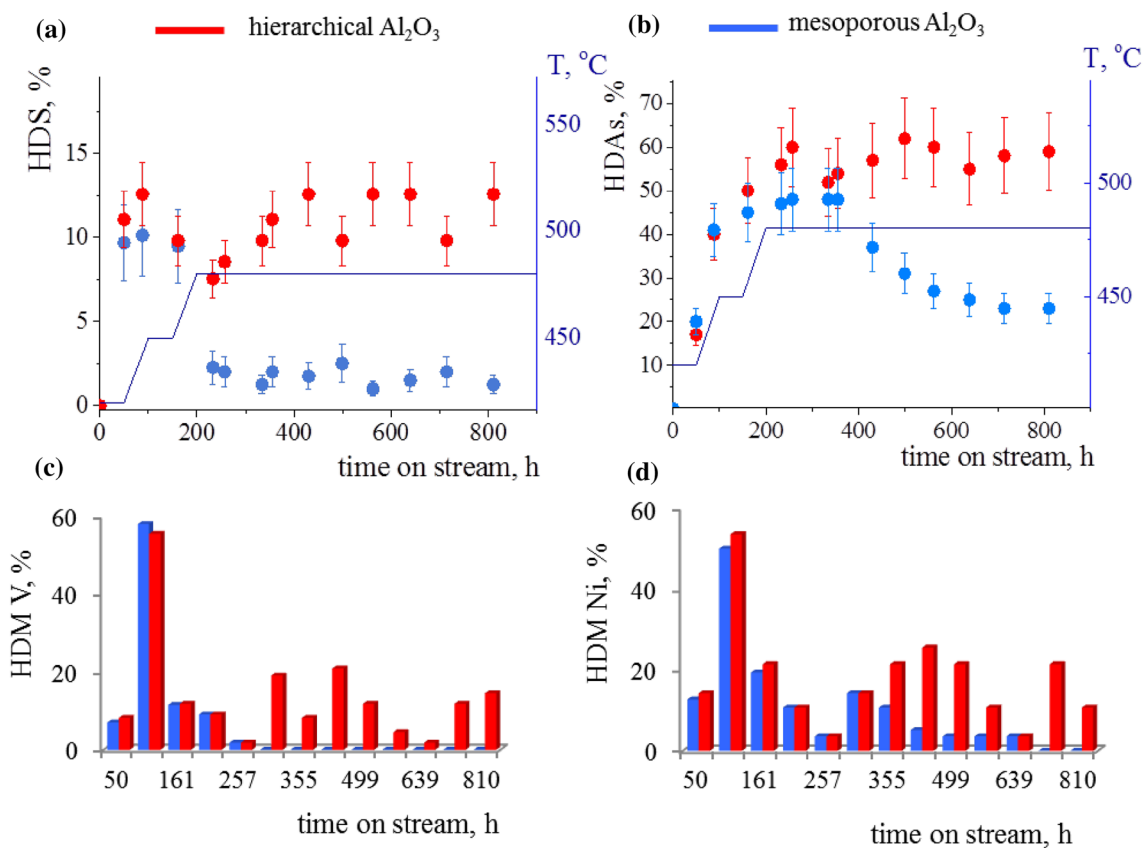 (a) hierarchical Al₂O₃
(b) mesoporous Al₂O₃
HDS, %
T, °C
15
10
5
0
550
500
450
0 200 400 600 800
time on stream, h
HDAs, %
T, °C
70
60
50
40
30
20
10
500
450
0 200 400 600 800
time on stream, h
(c)
HDM V, %
60
40
20
0
50 161 257 355 499 639 810
time on stream, h
(d)
HDM Ni, %
60
40
20
0
50 161 257 355 499 639 810
time on stream, h